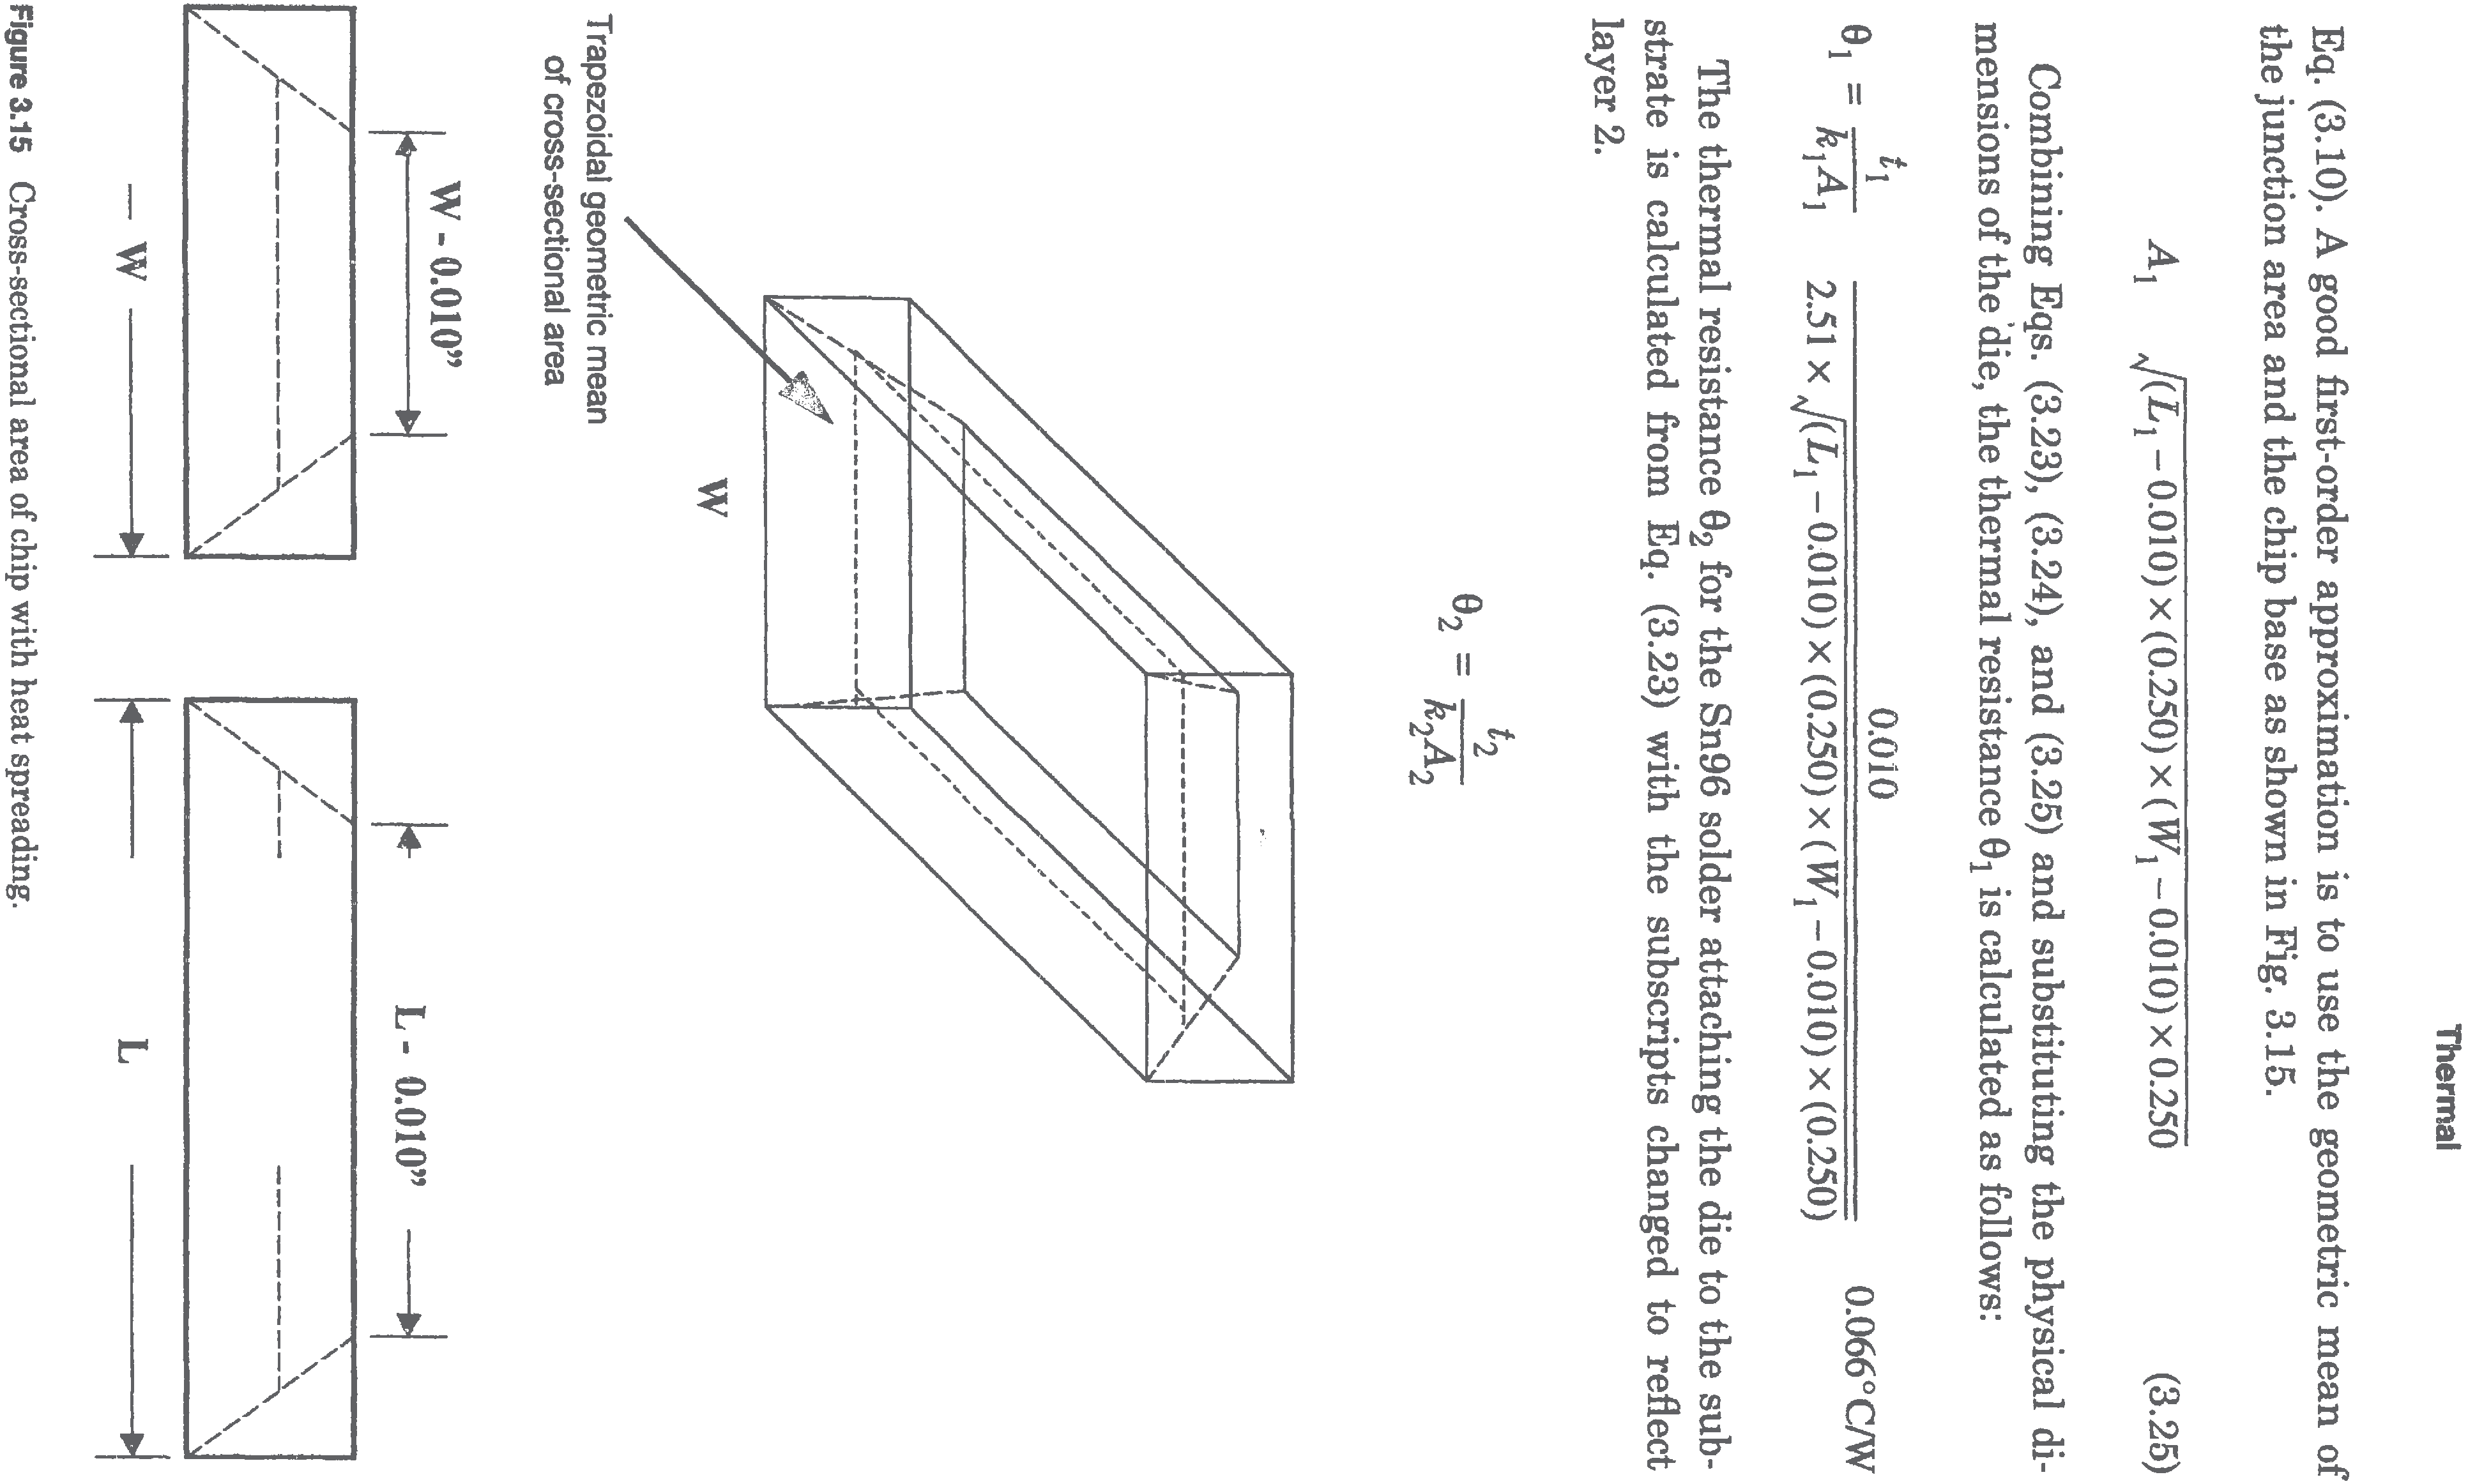 Thermal
Eq. (3.10). A good first-order approximation is to use the geometric mean of
the junction area and the chip base as shown in Fig. 3.15.
A₁ √(L₁ − 0.010) × (0.250) × (W₁ − 0.010) × 0.250 (3.25)
Combining Eqs. (3.23), (3.24), and (3.25) and substituting the physical di-
mensions of the die, the thermal resistance θ₁ is calculated as follows:
θ₁ = t₁ / k₁A₁ 0.010 / 2.51 × √(L₁ − 0.010) × (0.250) × (W₁ − 0.010) × (0.250) 0.066°C/W
The thermal resistance θ₂ for the Sn96 solder attaching the die to the sub-
strate is calculated from Eq. (3.23) with the subscripts changed to reflect
layer 2.
θ₂ = t₂ / k₂A₂
W
Trapezoidal geometric mean
of cross-sectional area
W - 0.010”
W
L - 0.010”
L
Figure 3.15 Cross-sectional area of chip with heat spreading.